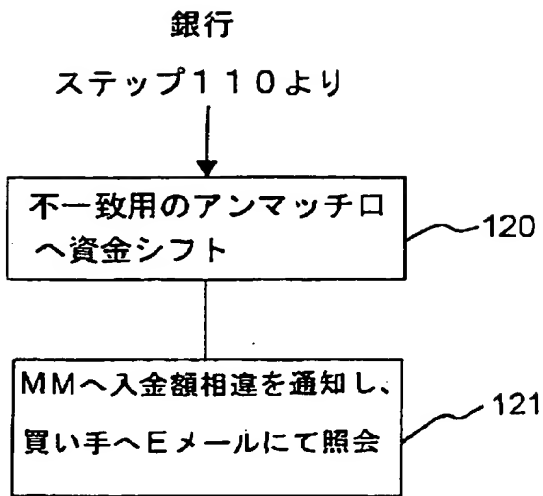 銀行
ステップ１１０より
不一致用のアンマッチ口
へ資金シフト
120
ＭＭへ入金額相違を通知し、
買い手へＥメールにて照会
121